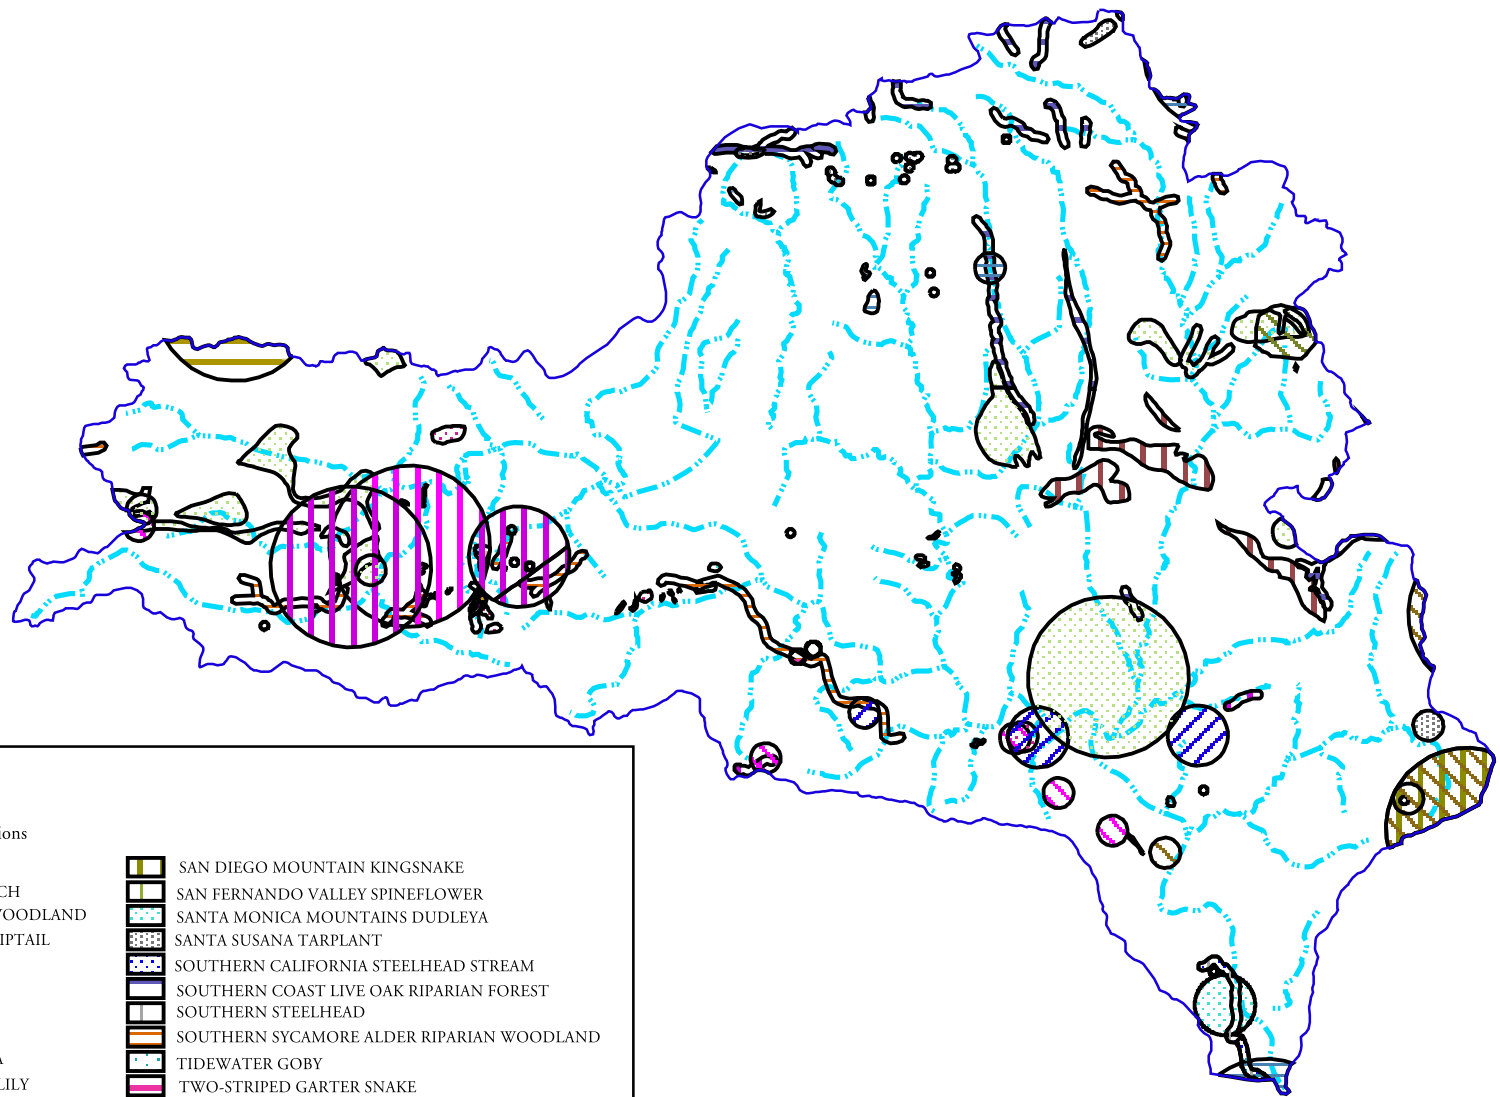 ions
SAN DIEGO MOUNTAIN KINGSNAKE
CH SAN FERNANDO VALLEY SPINEFLOWER
WOODLAND SANTA MONICA MOUNTAINS DUDLEYA
IPTAIL SANTA SUSANA TARPLANT
SOUTHERN CALIFORNIA STEELHEAD STREAM
SOUTHERN COAST LIVE OAK RIPARIAN FOREST
SOUTHERN STEELHEAD
SOUTHERN SYCAMORE ALDER RIPARIAN WOODLAND
A TIDEWATER GOBY
LILY TWO-STRIPED GARTER SNAKE